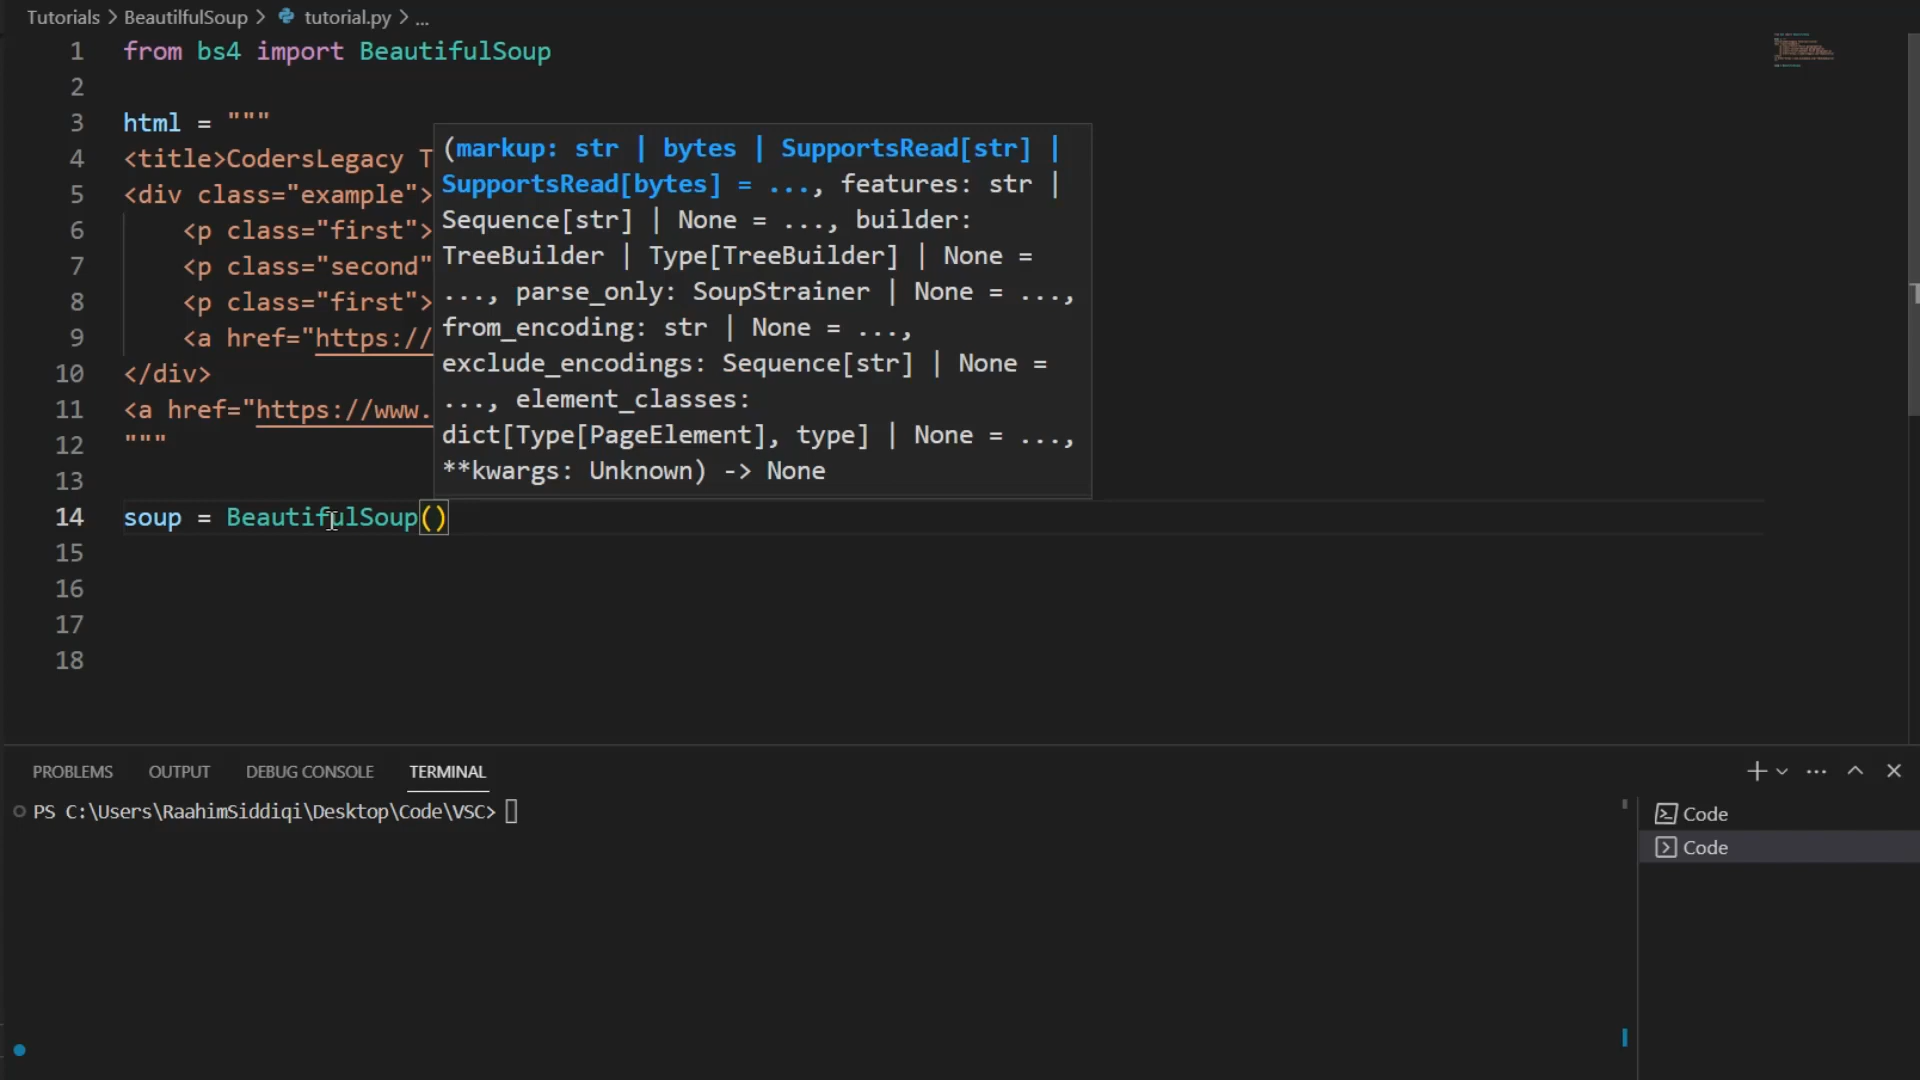 Tutorials > BeautilfulSoup > tutorial.py > ...
1 from bs4 import BeautifulSoup
2
3 html = """
4 <title>CodersLegacy T
5 <div class="example">
6 <p class="first">
7 <p class="second"
8 <p class="first">
9 <a href="https://
10 </div>
11 <a href="https://www.
12 """
13
(markup: str | bytes | SupportsRead[str] |
SupportsRead[bytes] = ..., features: str |
Sequence[str] | None = ..., builder:
TreeBuilder | Type[TreeBuilder] | None =
..., parse_only: SoupStrainer | None = ...,
from_encoding: str | None = ...,
exclude_encodings: Sequence[str] | None =
..., element_classes:
dict[Type[PageElement], type] | None = ...,
**kwargs: Unknown) -> None
14 soup = BeautifulSoup()
15
16
17
18
PROBLEMS OUTPUT DEBUG CONSOLE TERMINAL
PS C:\Users\RaahimSiddiqi\Desktop\Code\VSC>
Code
Code